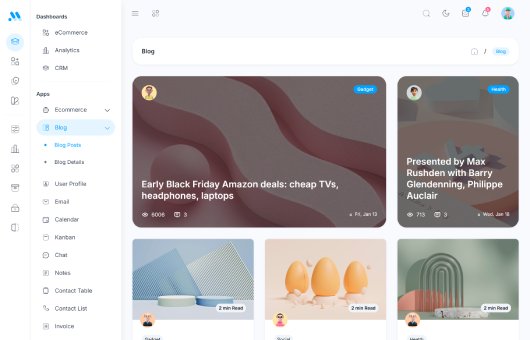 Dashboards
eCommerce
Analytics
CRM
Apps
Ecommerce
Blog
Blog Posts
Blog Details
User Profile
Email
Calendar
Kanban
Chat
Notes
Contact Table
Contact List
Invoice
Blog
/
Blog
Gadget
Early Black Friday Amazon deals: cheap TVs,
headphones, laptops
6006
3
Fri, Jan 13
Health
Presented by Max
Rushden with Barry
Glendenning, Philippe
Auclair
713
3
Wed, Jan 18
2 min Read
2 min Read
2 min Read
Gadget
Social
Health